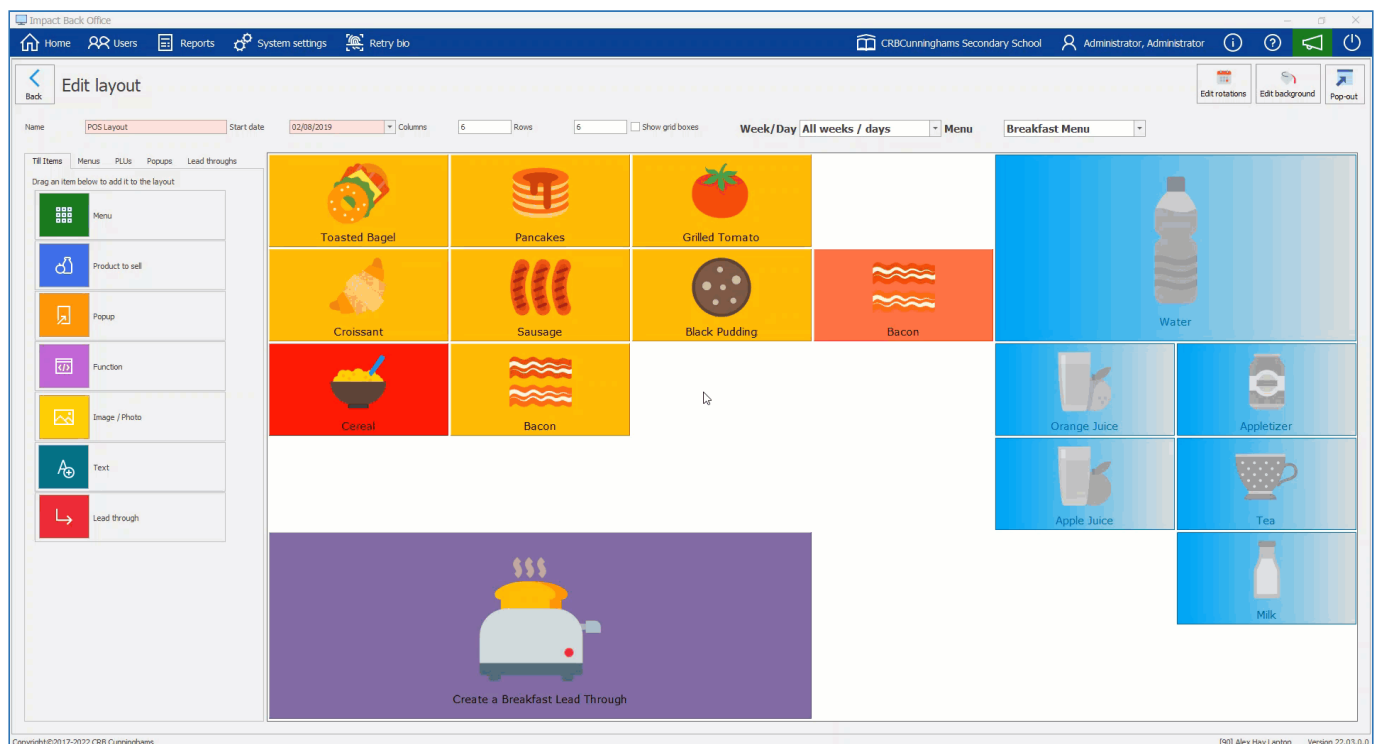 Impact Back Office
Home Users Reports System settings Retry bio CRBCunninghams Secondary School Administrator, Administrator
Back Edit layout Edit rotations Edit background Pop-out
Name POS Layout Start date 02/08/2019 Columns 6 Rows 6 Show grid boxes Week/Day All weeks / days Menu Breakfast Menu
Till Items Menus PLUs Popups Lead throughs
Drag an item below to add it to the layout
Menu
Product to sell
Popup
Function
Image / Photo
Text
Lead through
Toasted Bagel Pancakes Grilled Tomato
Croissant Sausage Black Pudding Bacon Water
Cereal Bacon Orange Juice Appletizer
Apple Juice Tea
Create a Breakfast Lead Through Milk
Copyright©2017-2022 CRB Cunninghams [90] Alex Hay Laptop Version 22.03.0.0